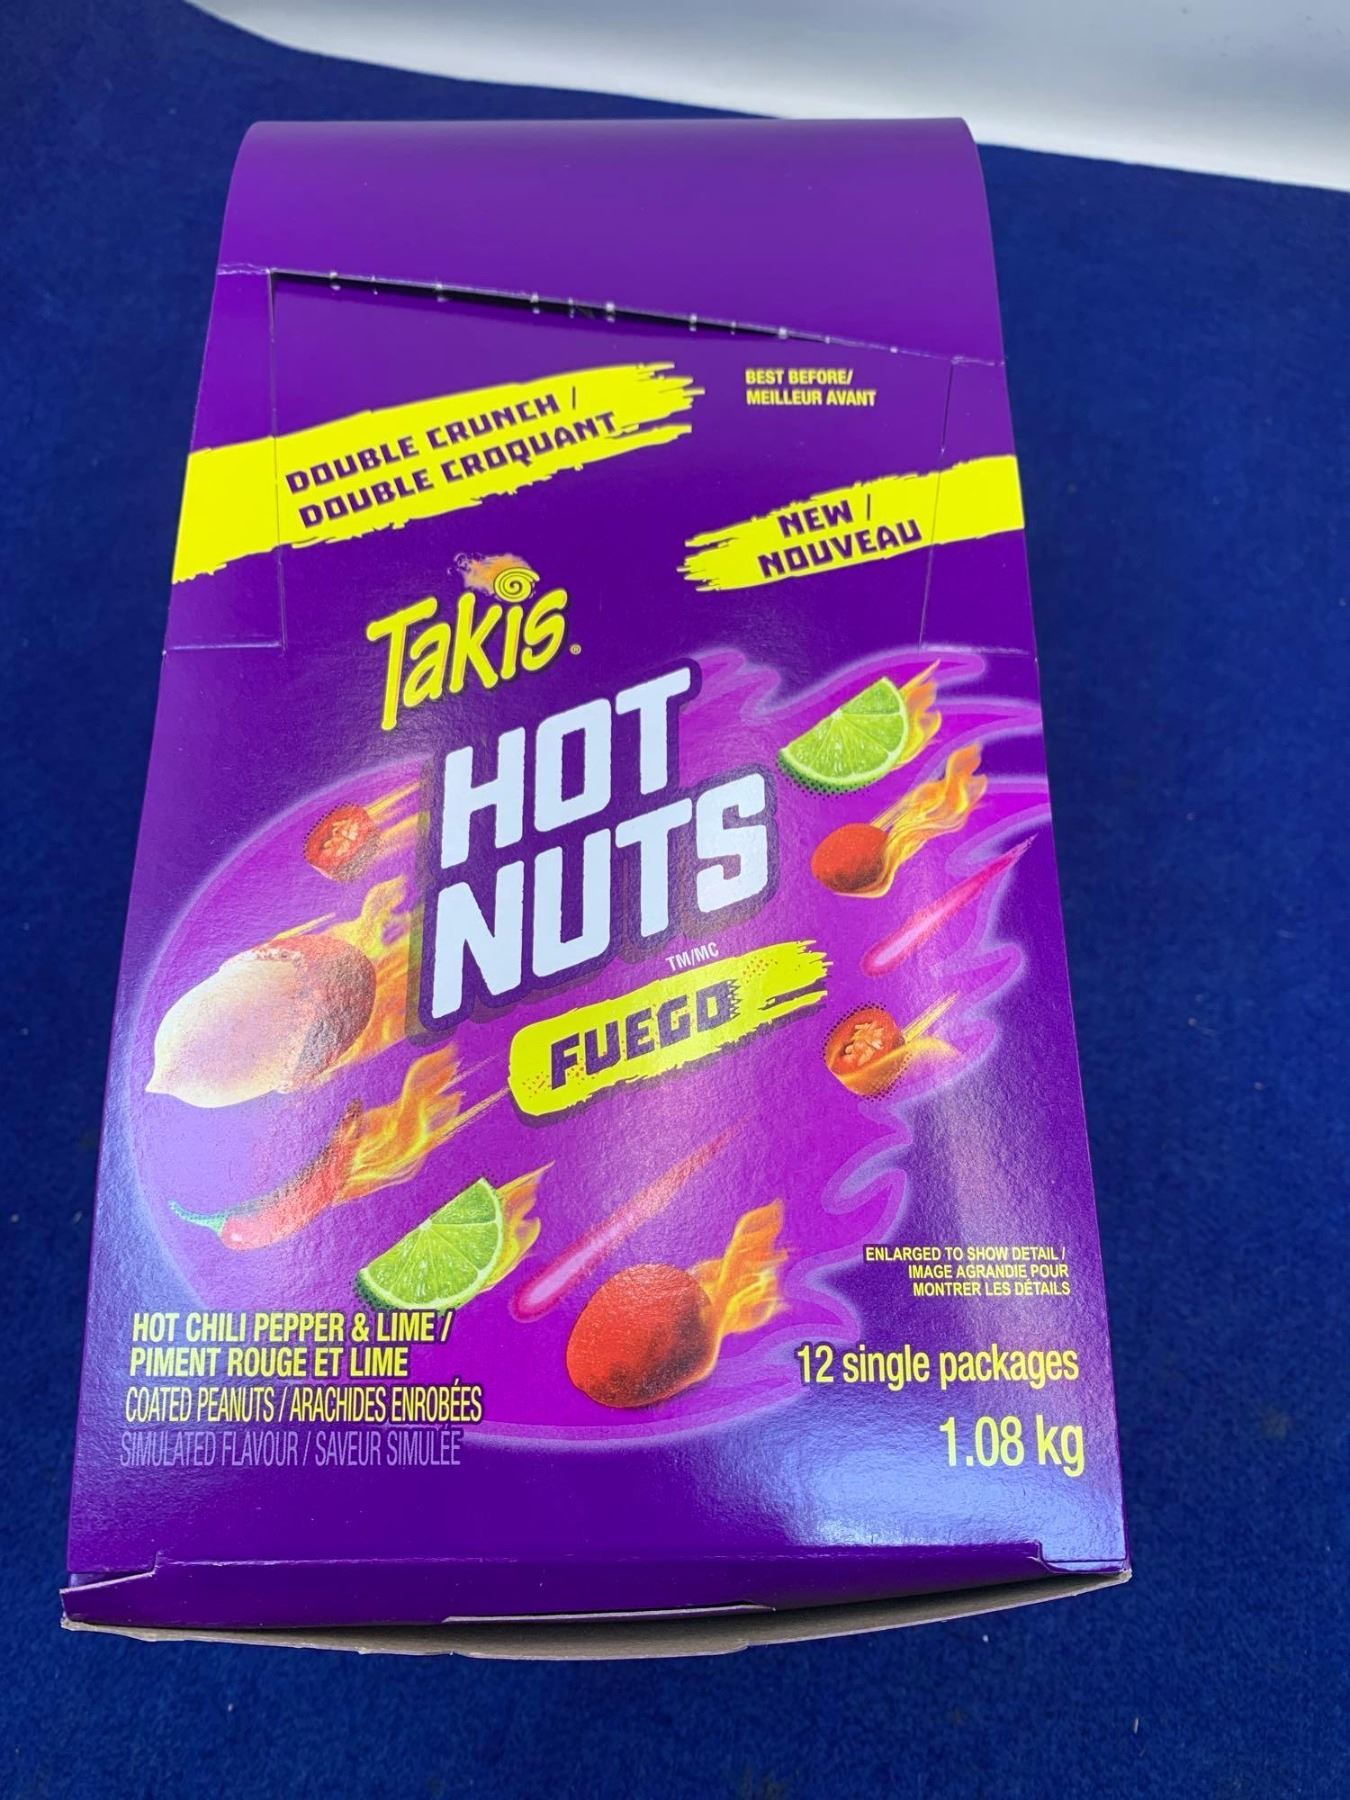 DOUBLE CRUNCH /
DOUBLE CROQUANT
BEST BEFORE/
MEILLEUR AVANT
NEW /
NOUVEAU
Takis®
HOT
NUTS
TM/MC
FUEGO
ENLARGED TO SHOW DETAIL /
IMAGE AGRANDIE POUR
MONTRER LES DÉTAILS
HOT CHILI PEPPER & LIME /
PIMENT ROUGE ET LIME
COATED PEANUTS / ARACHIDES ENROBÉES
SIMULATED FLAVOUR / SAVEUR SIMULÉE
12 single packages
1.08 kg